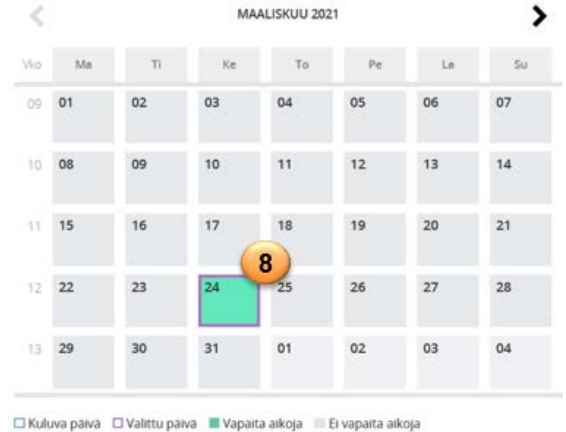 MAALISKUU 2021
Vko Ma Ti Ke To Pe La Su
09 01 02 03 04 05 06 07
10 08 09 10 11 12 13 14
11 15 16 17 18 19 20 21
8
12 22 23 24 25 26 27 28
13 29 30 31 01 02 03 04
Kuluva päivä Valittu päivä Vapaita aikoja Ei vapaita aikoja